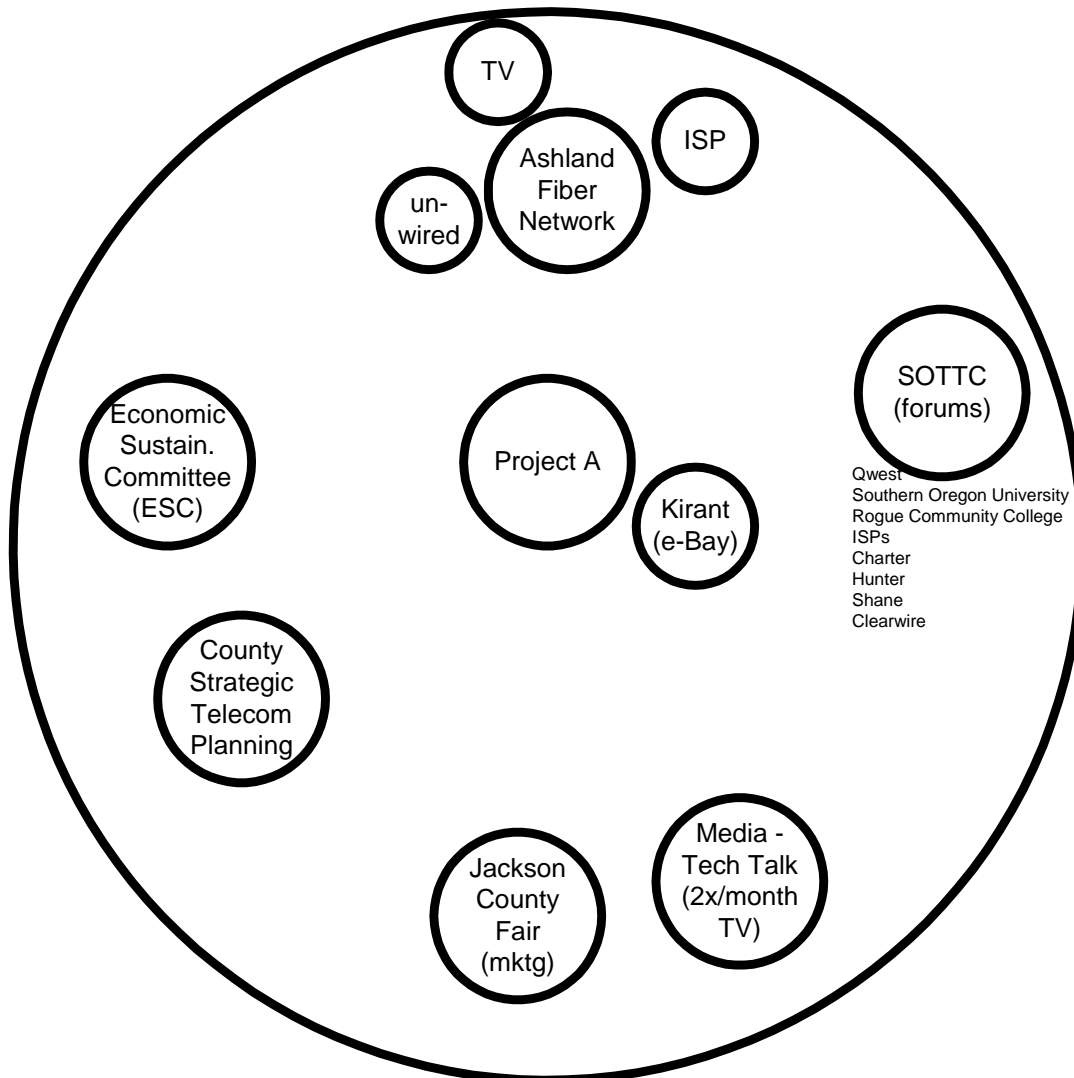 TV
ISP
Ashland
Fiber
Network
un-
wired
SOTTC
(forums)
Qwest
Southern Oregon University
Rogue Community College
ISPs
Charter
Hunter
Shane
Clearwire
Economic
Sustain.
Committee
(ESC)
Project A
Kirant
(e-Bay)
County
Strategic
Telecom
Planning
Media -
Tech Talk
(2x/month
TV)
Jackson
County
Fair
(mktg)